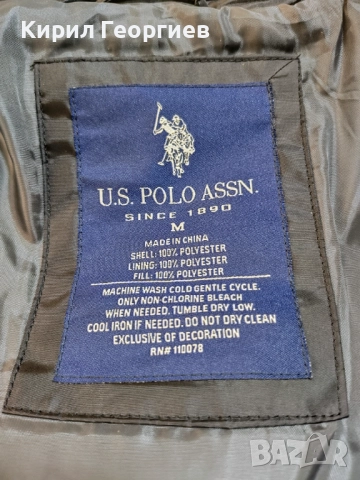 Кирил Георгиев
U.S. POLO ASSN.
SINCE 1890
M
MADE IN CHINA
SHELL: 100% POLYESTER
LINING: 100% POLYESTER
FILL: 100% POLYESTER
MACHINE WASH COLD GENTLE CYCLE.
ONLY NON-CHLORINE BLEACH
WHEN NEEDED. TUMBLE DRY LOW.
COOL IRON IF NEEDED. DO NOT DRY CLEAN
EXCLUSIVE OF DECORATION
RN# 110078
BAZAR